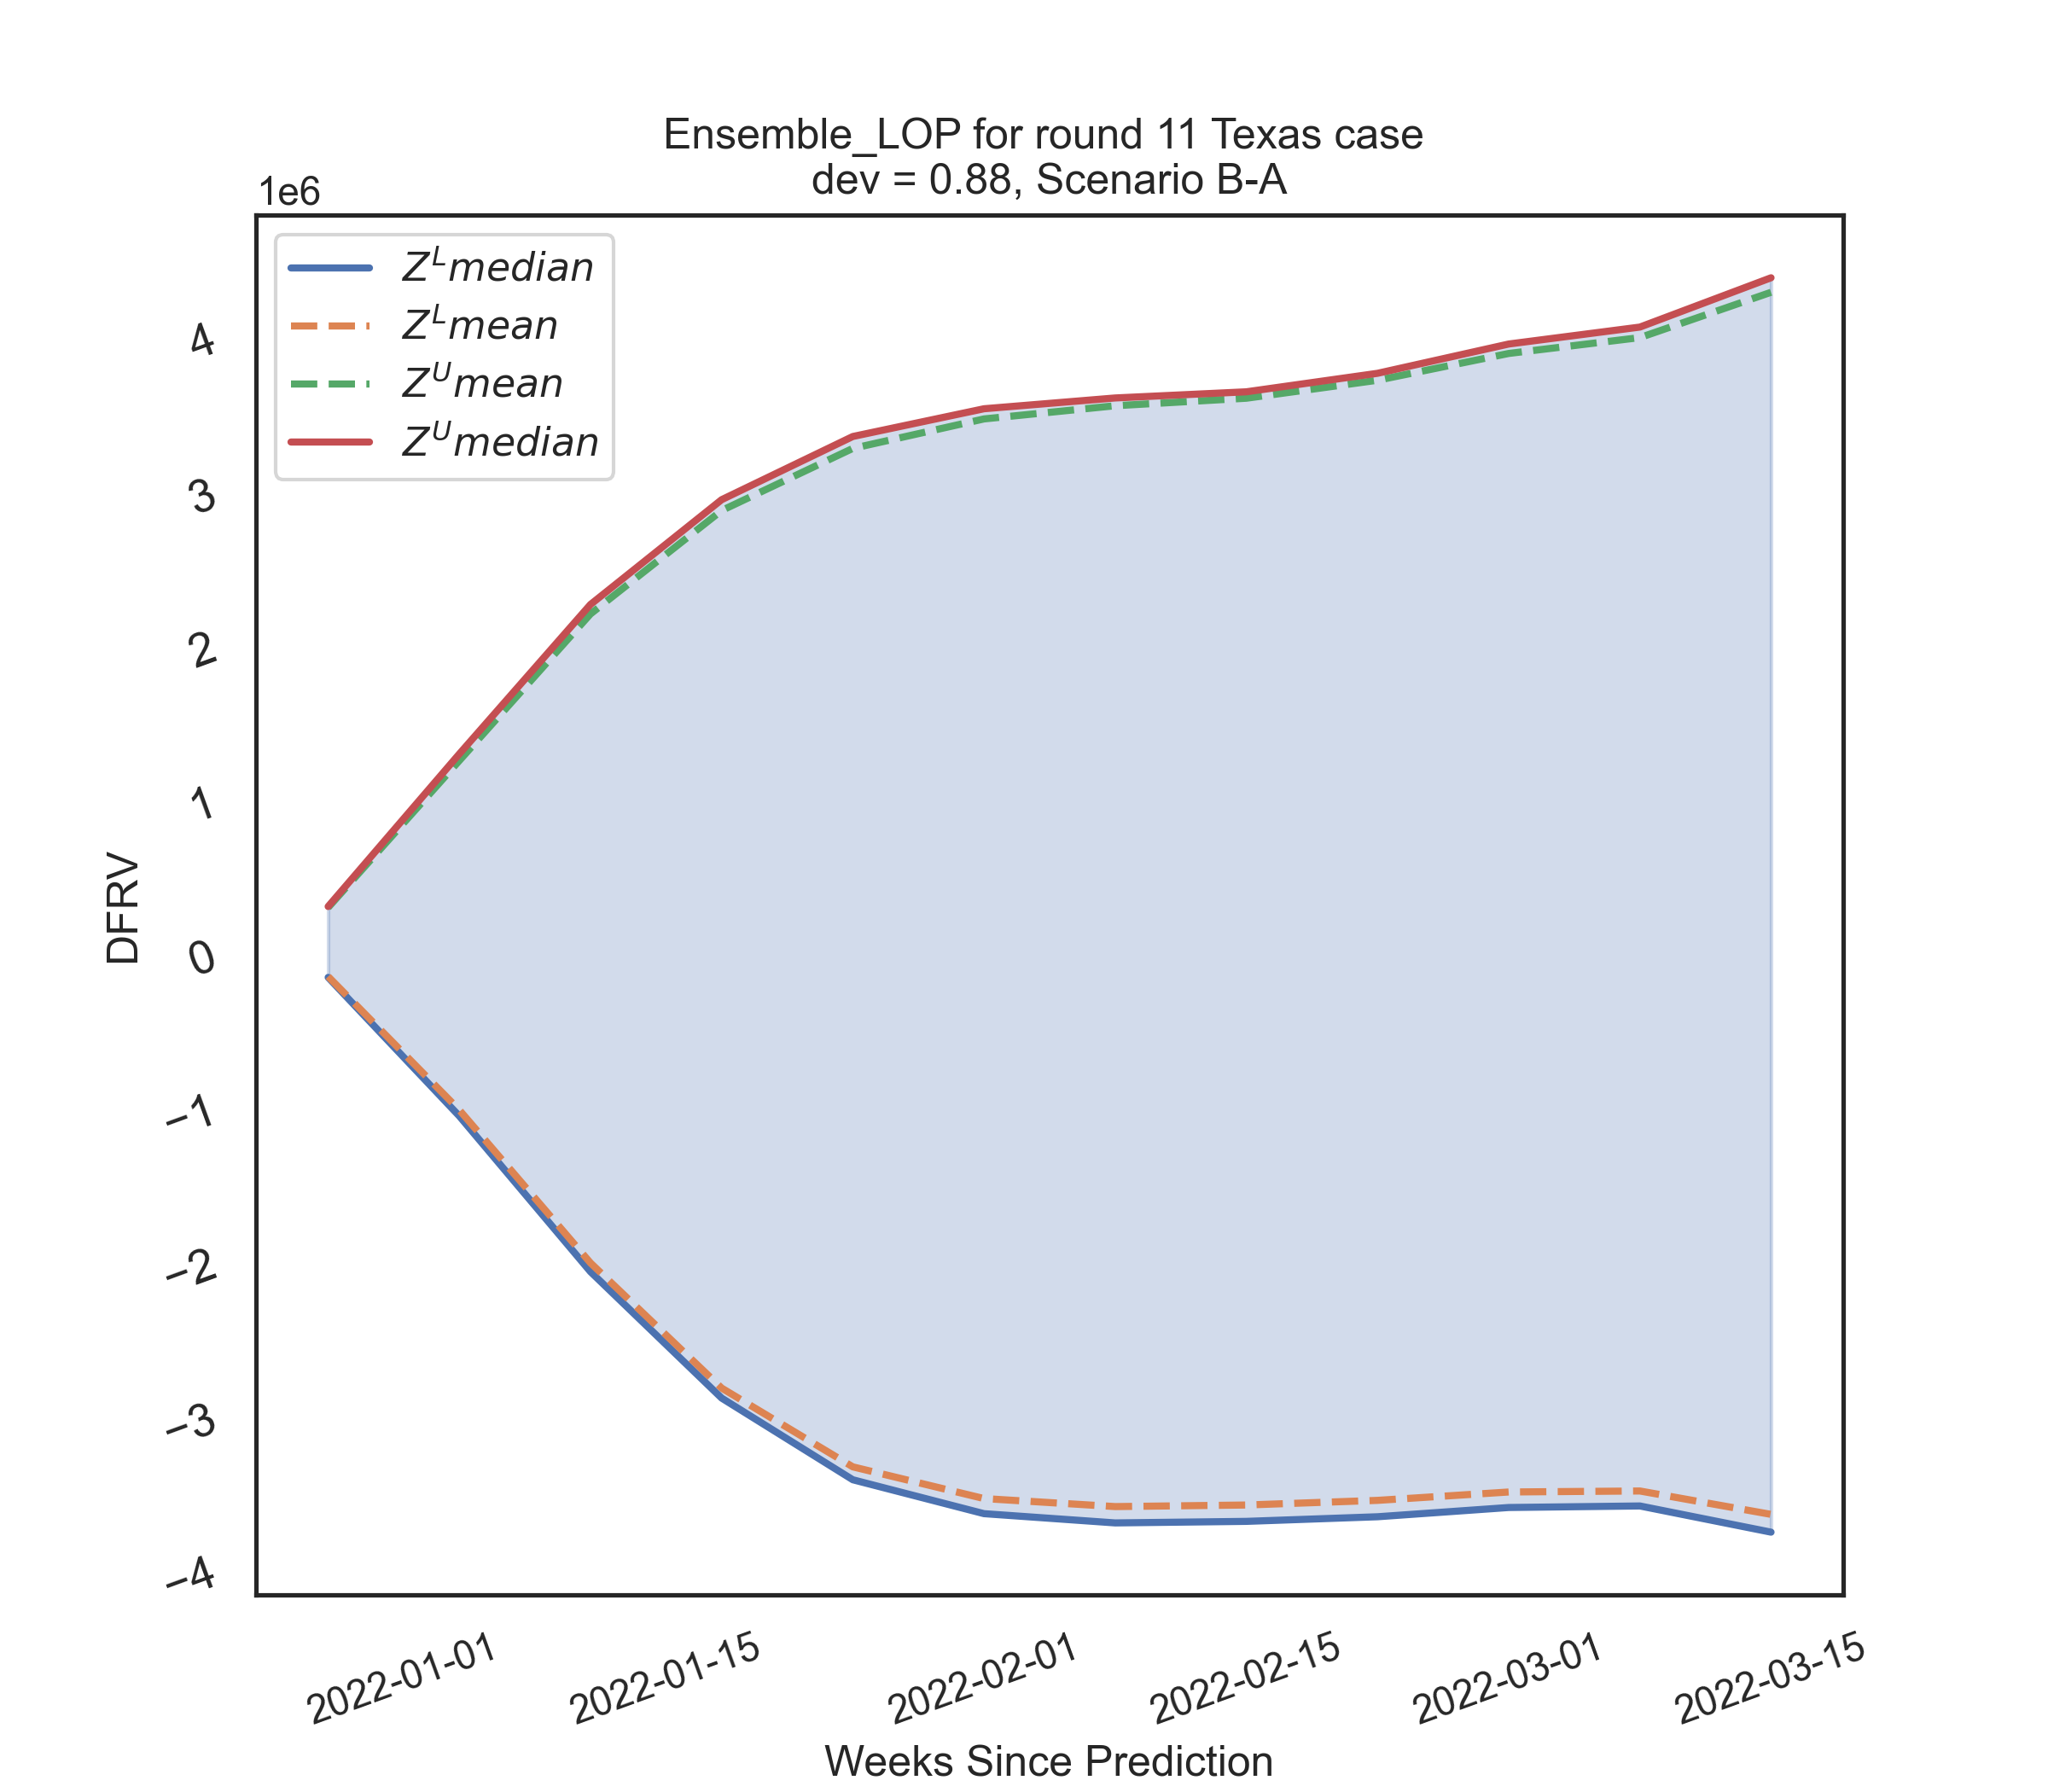 Ensemble_LOP for round 11 Texas case
dev = 0.88, Scenario B-A
1e6
Z^L median
Z^L mean
Z^U mean
Z^U median
4
3
2
1
0
−1
−2
−3
−4
DFRV
2022-01-01
2022-01-15
2022-02-01
2022-02-15
2022-03-01
2022-03-15
Weeks Since Prediction